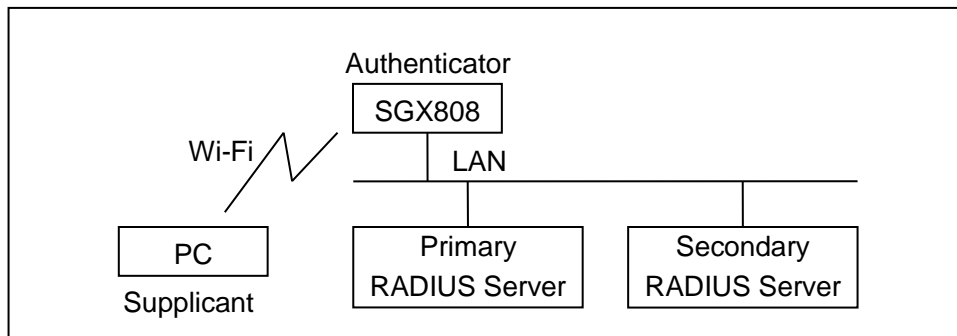 Authenticator
SGX808
Wi-Fi
LAN
PC
Supplicant
Primary
RADIUS Server
Secondary
RADIUS Server